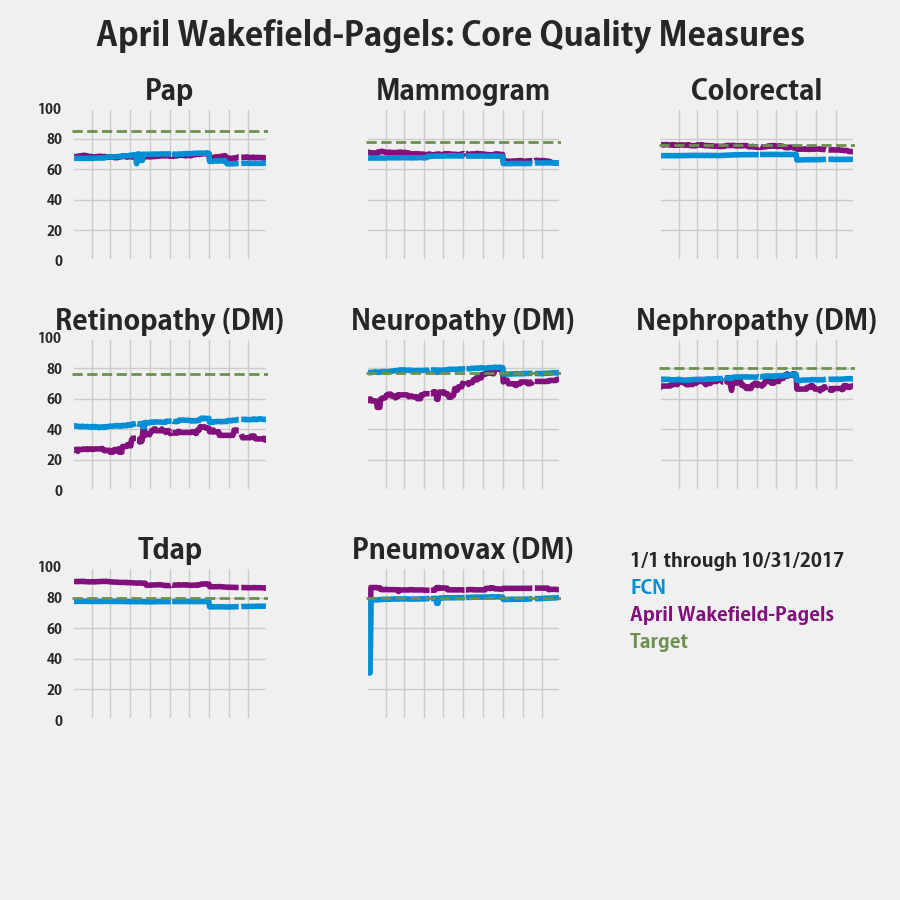 April Wakefield-Pagels: Core Quality Measures
Pap
Mammogram
Colorectal
100
80
60
40
20
0
Retinopathy (DM)
Neuropathy (DM)
Nephropathy (DM)
100
80
60
40
20
0
Tdap
Pneumovax (DM)
100
80
60
40
20
0
1/1 through 10/31/2017
FCN
April Wakefield-Pagels
Target